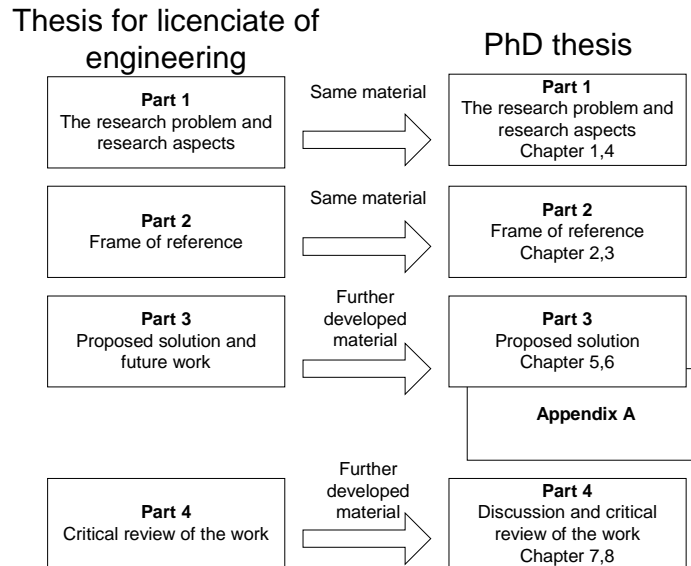 Thesis for licenciate of
engineering
PhD thesis
Part 1
The research problem and
research aspects
Same material
Part 1
The research problem and
research aspects
Chapter 1,4
Part 2
Frame of reference
Same material
Part 2
Frame of reference
Chapter 2,3
Part 3
Proposed solution and
future work
Further
developed
material
Part 3
Proposed solution
Chapter 5,6
Appendix A
Part 4
Critical review of the work
Further
developed
material
Part 4
Discussion and critical
review of the work
Chapter 7,8